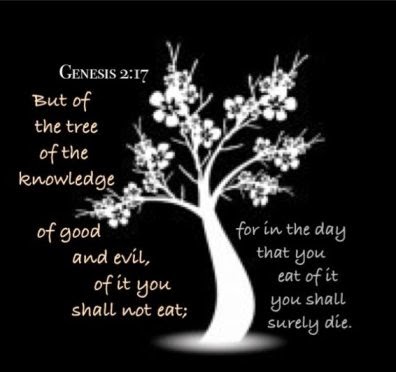 Genesis 2:17
But of
the tree
of the
knowledge
of good
and evil,
of it you
shall not eat;
for in the day
that you
eat of it
you shall
surely die.